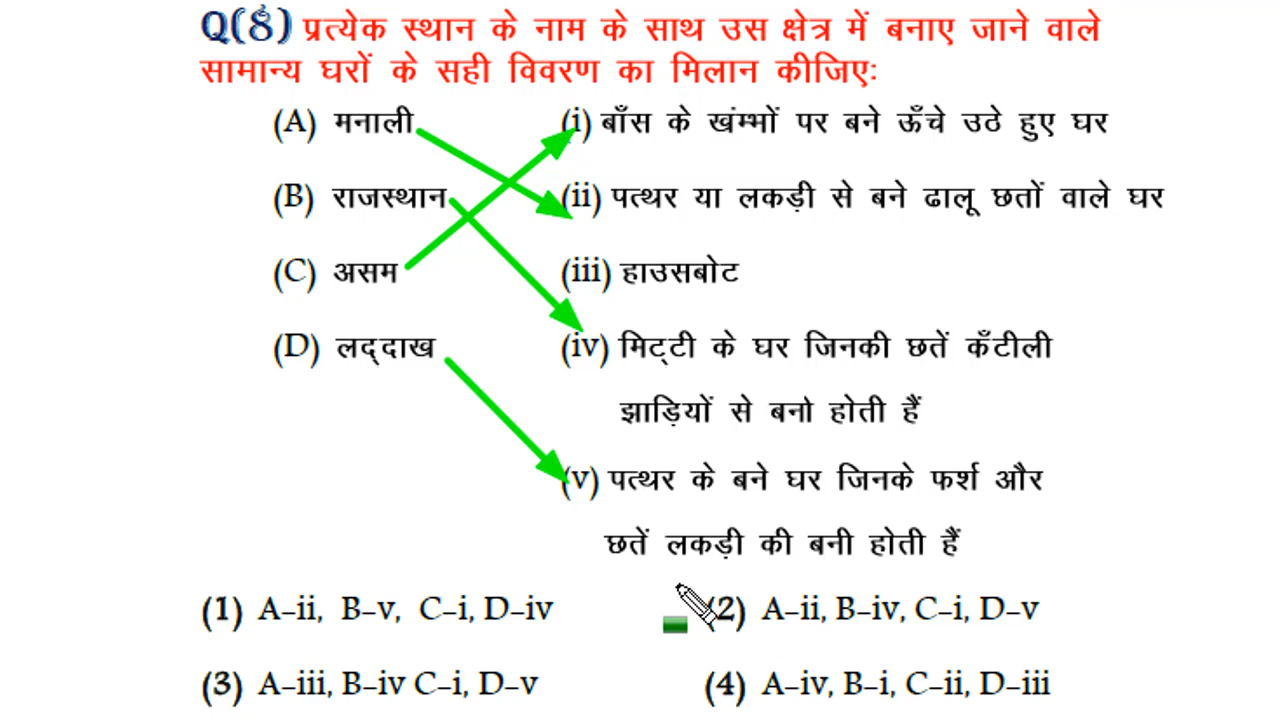 Q(8) प्रत्येक स्थान के नाम के साथ उस क्षेत्र में बनाए जाने वाले
सामान्य घरों के सही विवरण का मिलान कीजिएः
(A) मनाली (i) बाँस के खंम्भों पर बने ऊँचे उठे हुए घर
(B) राजस्थान (ii) पत्थर या लकड़ी से बने ढालू छतों वाले घर
(C) असम (iii) हाउसबोट
(D) लद्दाख (iv) मिट्टी के घर जिनकी छतें कँटीली
झाड़ियों से बनो होती हैं
(v) पत्थर के बने घर जिनके फर्श और
छतें लकड़ी की बनी होती हैं
(1) A-ii, B-v, C-i, D-iv (2) A-ii, B-iv, C-i, D-v
(3) A-iii, B-iv C-i, D-v (4) A-iv, B-i, C-ii, D-iii